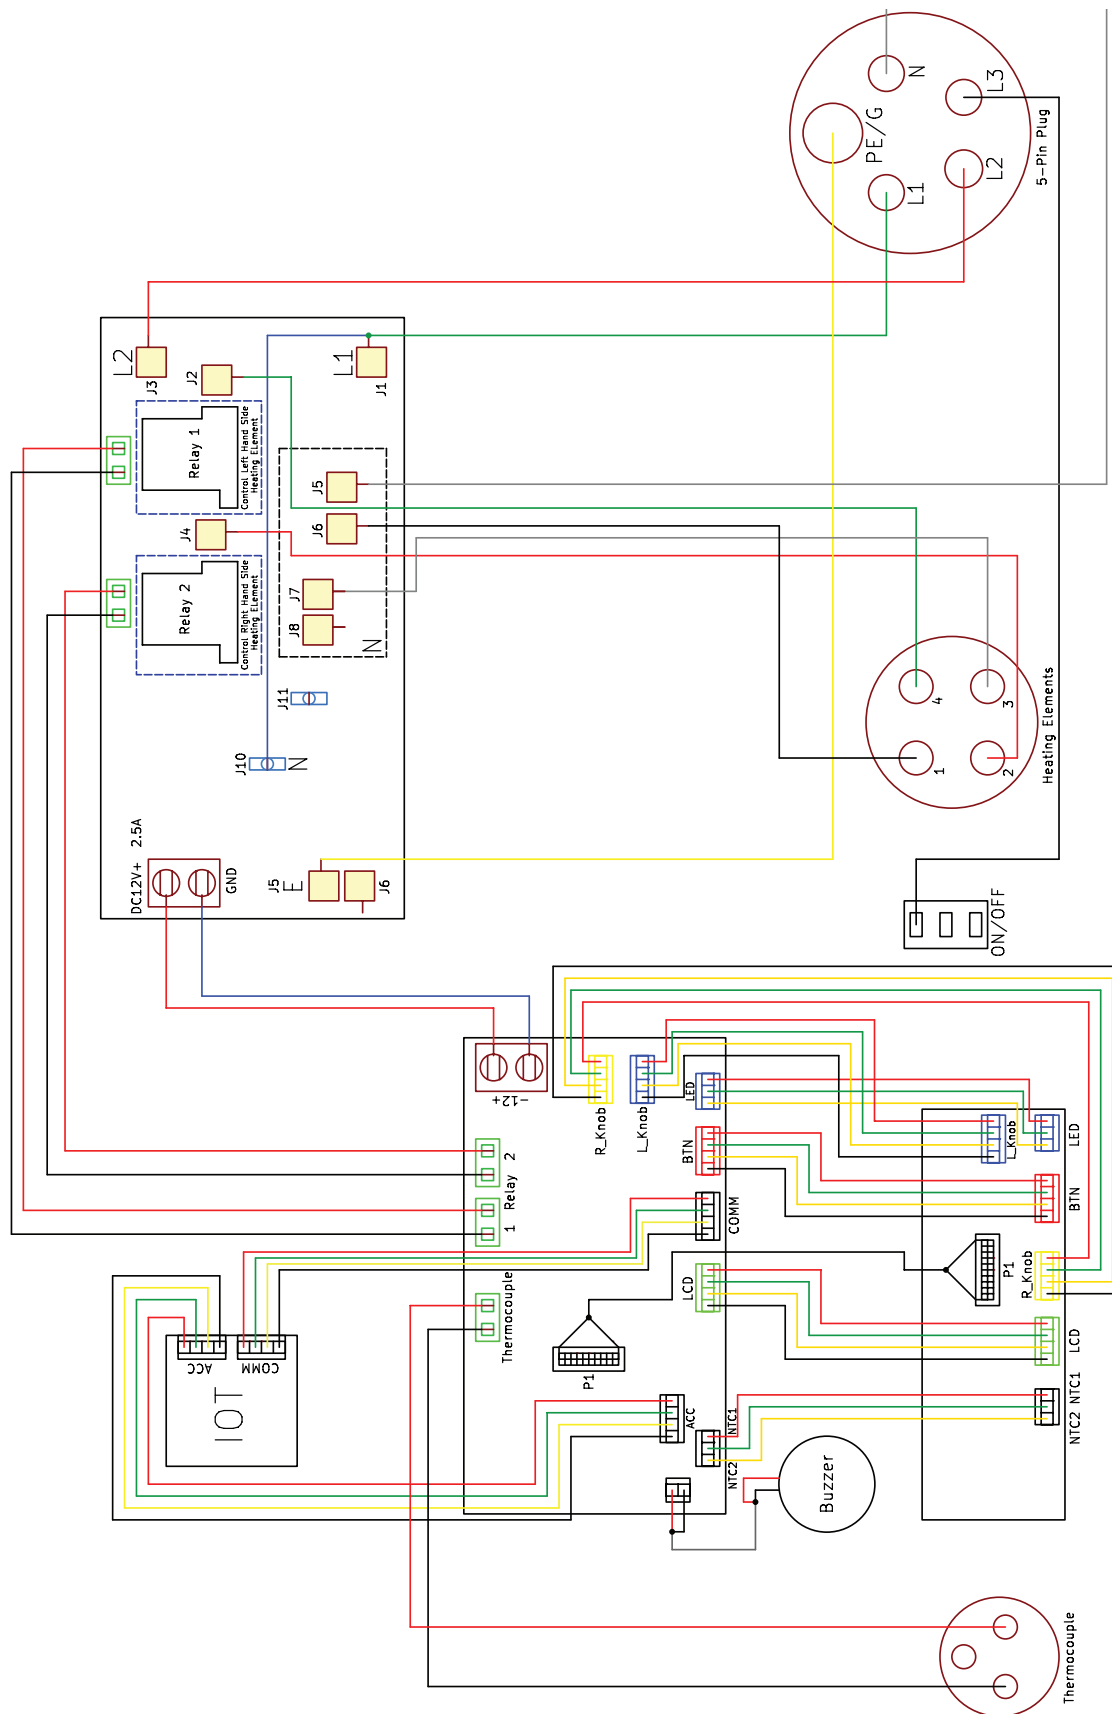 N
L3
PE/G
5-Pin Plug
L1
L2
L2
J3
J2
L1
J1
Relay 1
Control Left Hand Side
Heating ELement
J5
J6
J4
Relay 2
Control Right Hand Side
Heating ELement
J7
J8
N
J11
J10
N
4
3
1
2
Heating Elements
DC12V+ 2.5A
GND
J5
E
J6
ON/OFF
-12+
R_Knob
L_Knob
LED
BTN
COMM
Relay
2
1
LCD
Thermocouple
P1
ACC
NTC1
NTC2
L_Knob
LED
BTN
P1
R_Knob
LCD
NTC2 NTC1
ACC
COMM
IOT
Buzzer
Thermocouple